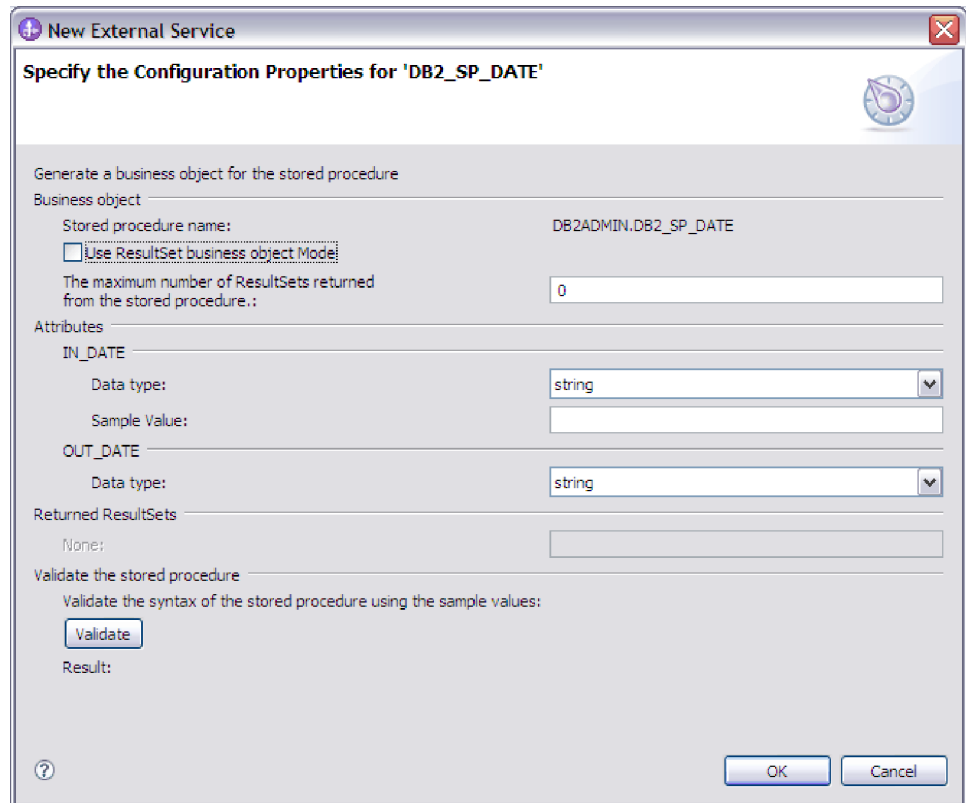 New External Service
Specify the Configuration Properties for 'DB2_SP_DATE'
Generate a business object for the stored procedure
Business object
Stored procedure name: DB2ADMIN.DB2_SP_DATE
Use ResultSet business object Mode
The maximum number of ResultSets returned
from the stored procedure.: 0
Attributes
IN_DATE
Data type: string
Sample Value:
OUT_DATE
Data type: string
Returned ResultSets
None:
Validate the stored procedure
Validate the syntax of the stored procedure using the sample values:
Validate
Result:
? OK Cancel